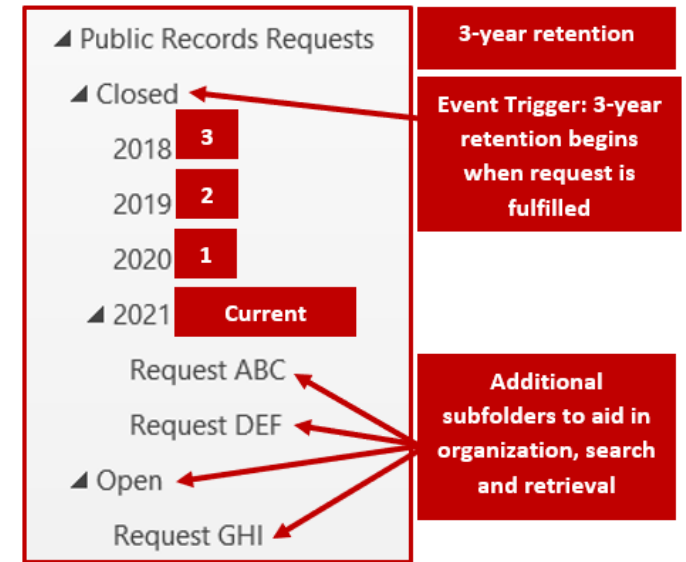 Public Records Requests
3-year retention
Closed
Event Trigger: 3-year
retention begins
when request is
fulfilled
2018 3
2019 2
2020 1
2021 Current
Request ABC
Request DEF
Additional
subfolders to aid in
organization, search
and retrieval
Open
Request GHI